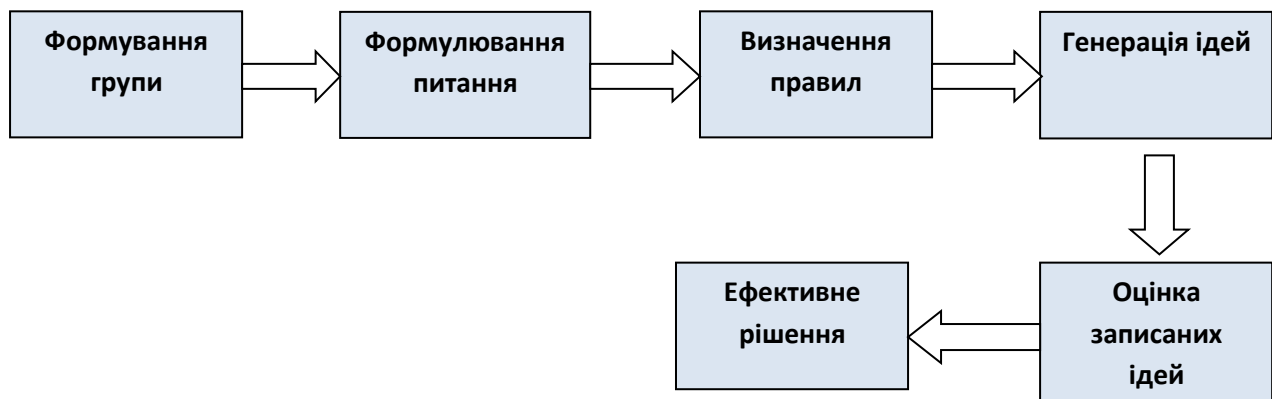 Формування
групи
Формулювання
питання
Визначення
правил
Генерація ідей
Ефективне
рішення
Оцінка
записаних
ідей